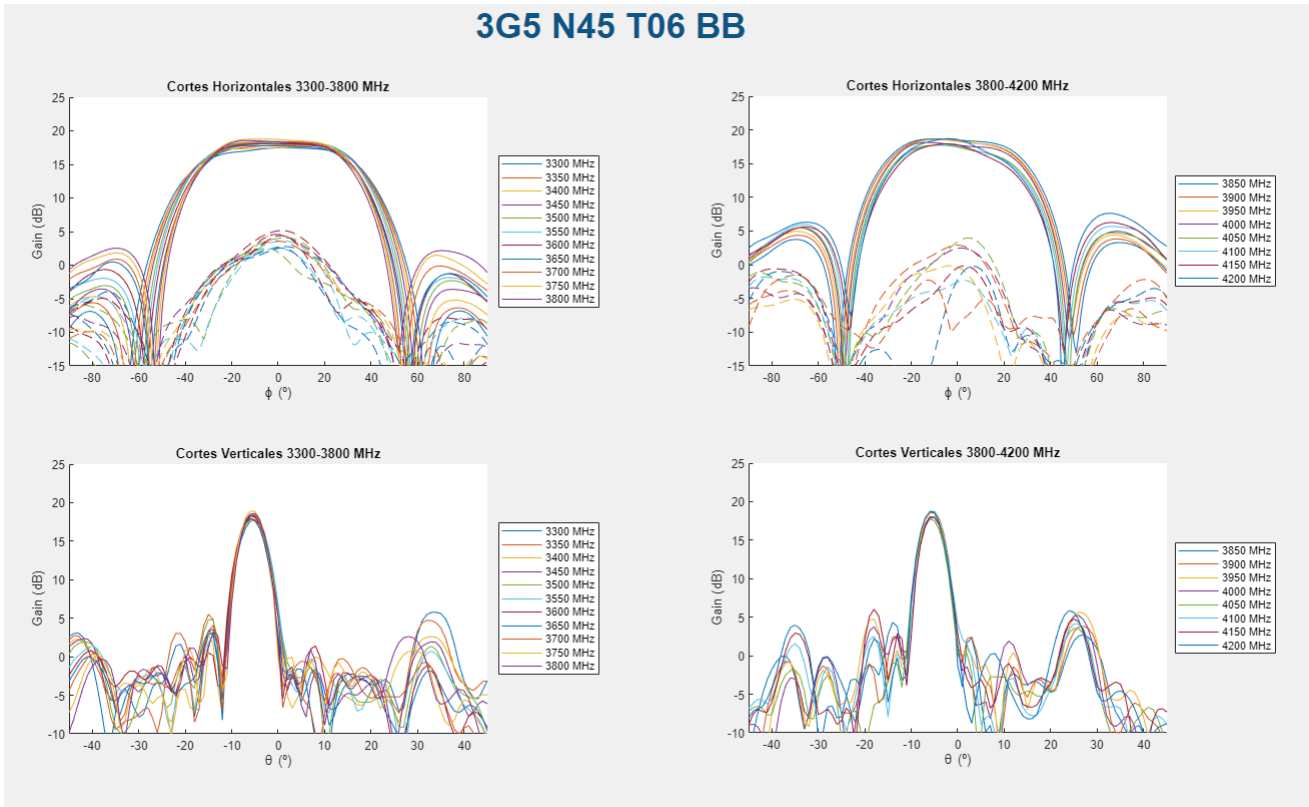 3G5 N45 T06 BB
Cortes Horizontales 3300-3800 MHz
Gain (dB)
25
20
15
10
5
0
-5
-10
-15
-80
-60
-40
-20
0
20
40
60
80
ϕ (º)
3300 MHz
3350 MHz
3400 MHz
3450 MHz
3500 MHz
3550 MHz
3600 MHz
3650 MHz
3700 MHz
3750 MHz
3800 MHz
Cortes Horizontales 3800-4200 MHz
Gain (dB)
25
20
15
10
5
0
-5
-10
-15
-80
-60
-40
-20
0
20
40
60
80
ϕ (º)
3850 MHz
3900 MHz
3950 MHz
4000 MHz
4050 MHz
4100 MHz
4150 MHz
4200 MHz
Cortes Verticales 3300-3800 MHz
Gain (dB)
25
20
15
10
5
0
-5
-10
-40
-30
-20
-10
0
10
20
30
40
θ (º)
3300 MHz
3350 MHz
3400 MHz
3450 MHz
3500 MHz
3550 MHz
3600 MHz
3650 MHz
3700 MHz
3750 MHz
3800 MHz
Cortes Verticales 3800-4200 MHz
Gain (dB)
25
20
15
10
5
0
-5
-10
-40
-30
-20
-10
0
10
20
30
40
θ (º)
3850 MHz
3900 MHz
3950 MHz
4000 MHz
4050 MHz
4100 MHz
4150 MHz
4200 MHz